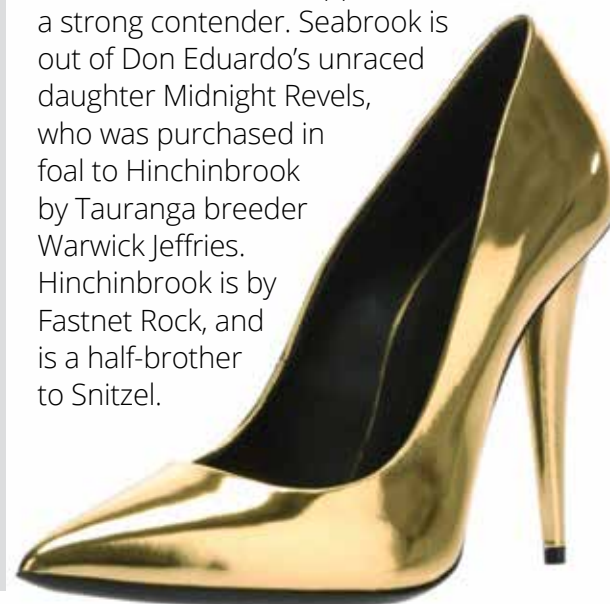 a strong contender. Seabrook is
out of Don Eduardo’s unraced
daughter Midnight Revels,
who was purchased in
foal to Hinchinbrook
by Tauranga breeder
Warwick Jeffries.
Hinchinbrook is by
Fastnet Rock, and
is a half-brother
to Snitzel.